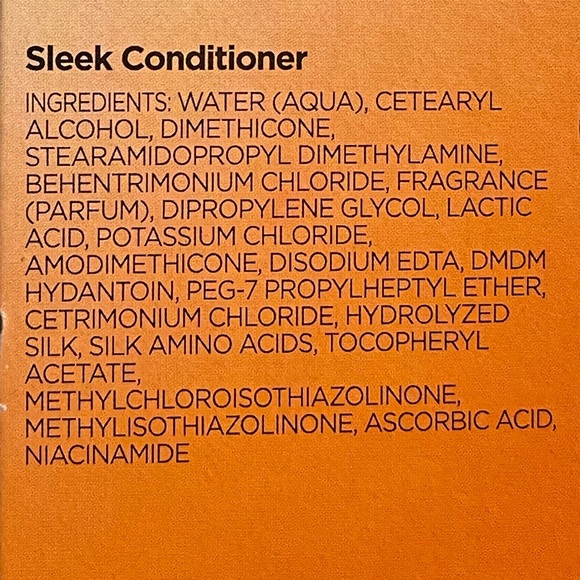 Sleek Conditioner
INGREDIENTS: WATER (AQUA), CETEARYL
ALCOHOL, DIMETHICONE,
STEARAMIDOPROPYL DIMETHYLAMINE,
BEHENTRIMONIUM CHLORIDE, FRAGRANCE
(PARFUM), DIPROPYLENE GLYCOL, LACTIC
ACID, POTASSIUM CHLORIDE,
AMODIMETHICONE, DISODIUM EDTA, DMDM
HYDANTOIN, PEG-7 PROPYLHEPTYL ETHER,
CETRIMONIUM CHLORIDE, HYDROLYZED
SILK, SILK AMINO ACIDS, TOCOPHERYL
ACETATE,
METHYLCHLOROISOTHIAZOLINONE,
METHYLISOTHIAZOLINONE, ASCORBIC ACID,
NIACINAMIDE